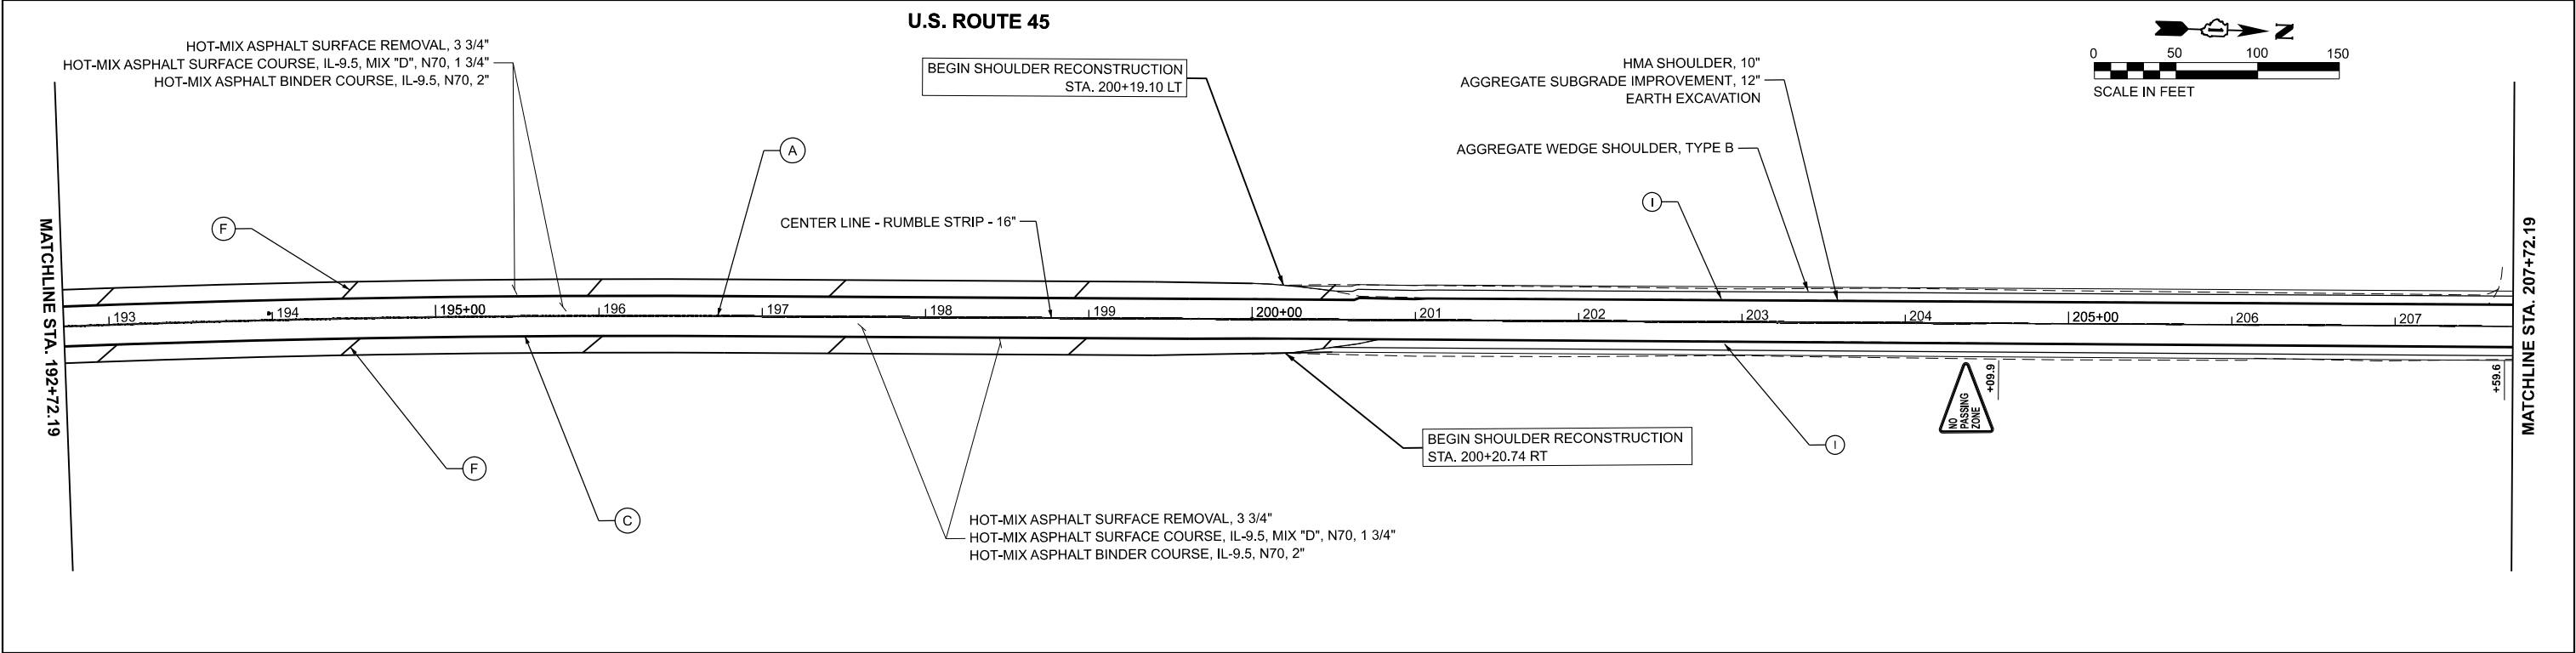 U.S. ROUTE 45
HOT-MIX ASPHALT SURFACE REMOVAL, 3 3/4"
HOT-MIX ASPHALT SURFACE COURSE, IL-9.5, MIX "D", N70, 1 3/4"
HOT-MIX ASPHALT BINDER COURSE, IL-9.5, N70, 2"
BEGIN SHOULDER RECONSTRUCTION
STA. 200+19.10 LT
HMA SHOULDER, 10"
AGGREGATE SUBGRADE IMPROVEMENT, 12"
EARTH EXCAVATION
AGGREGATE WEDGE SHOULDER, TYPE B
N
0 50 100 150
SCALE IN FEET
A
F
CENTER LINE - RUMBLE STRIP - 16"
I
MATCHLINE STA. 192+72.19
193 194 195+00 196 197 198 199 200+00 201 202 203 204 205+00 206 207
MATCHLINE STA. 207+72.19
+09.9
+59.6
NO
PASSING
ZONE
F
C
I
BEGIN SHOULDER RECONSTRUCTION
STA. 200+20.74 RT
HOT-MIX ASPHALT SURFACE REMOVAL, 3 3/4"
HOT-MIX ASPHALT SURFACE COURSE, IL-9.5, MIX "D", N70, 1 3/4"
HOT-MIX ASPHALT BINDER COURSE, IL-9.5, N70, 2"